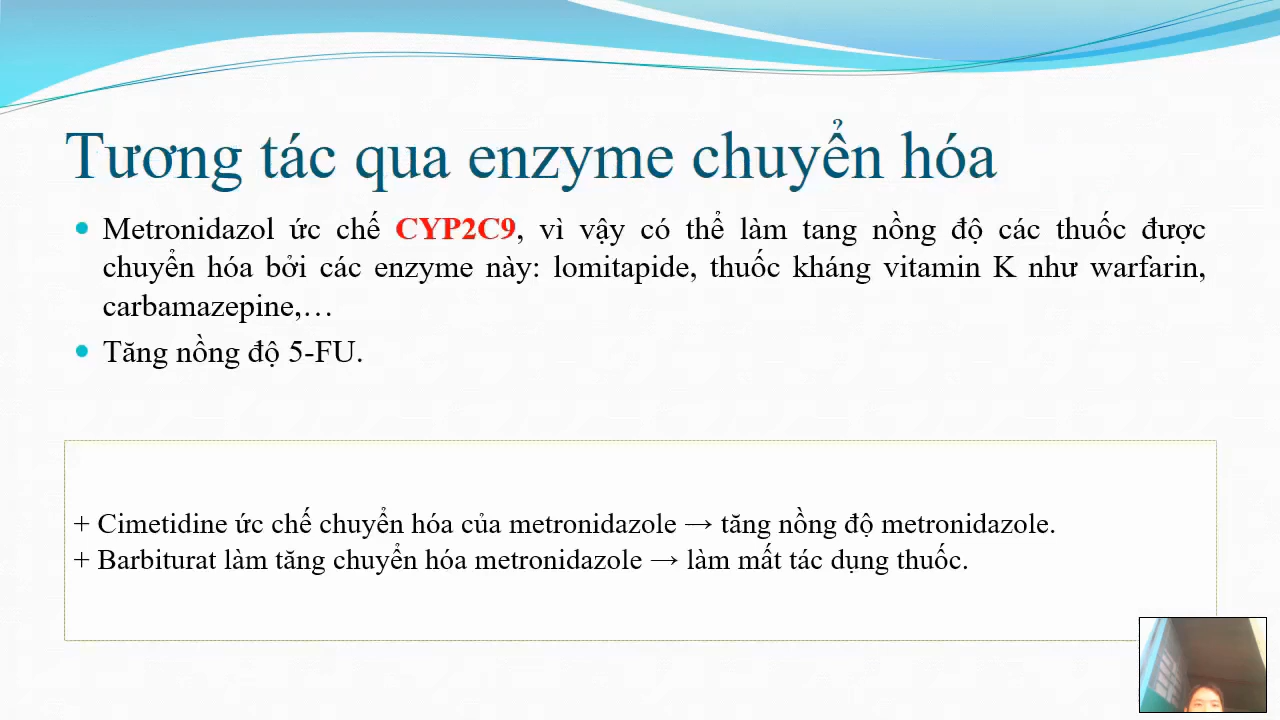 Tương tác qua enzyme chuyển hóa
Metronidazol ức chế CYP2C9, vì vậy có thể làm tang nồng độ các thuốc được
chuyển hóa bởi các enzyme này: lomitapide, thuốc kháng vitamin K như warfarin,
carbamazepine,…
Tăng nồng độ 5-FU.
+ Cimetidine ức chế chuyển hóa của metronidazole → tăng nồng độ metronidazole.
+ Barbiturat làm tăng chuyển hóa metronidazole → làm mất tác dụng thuốc.